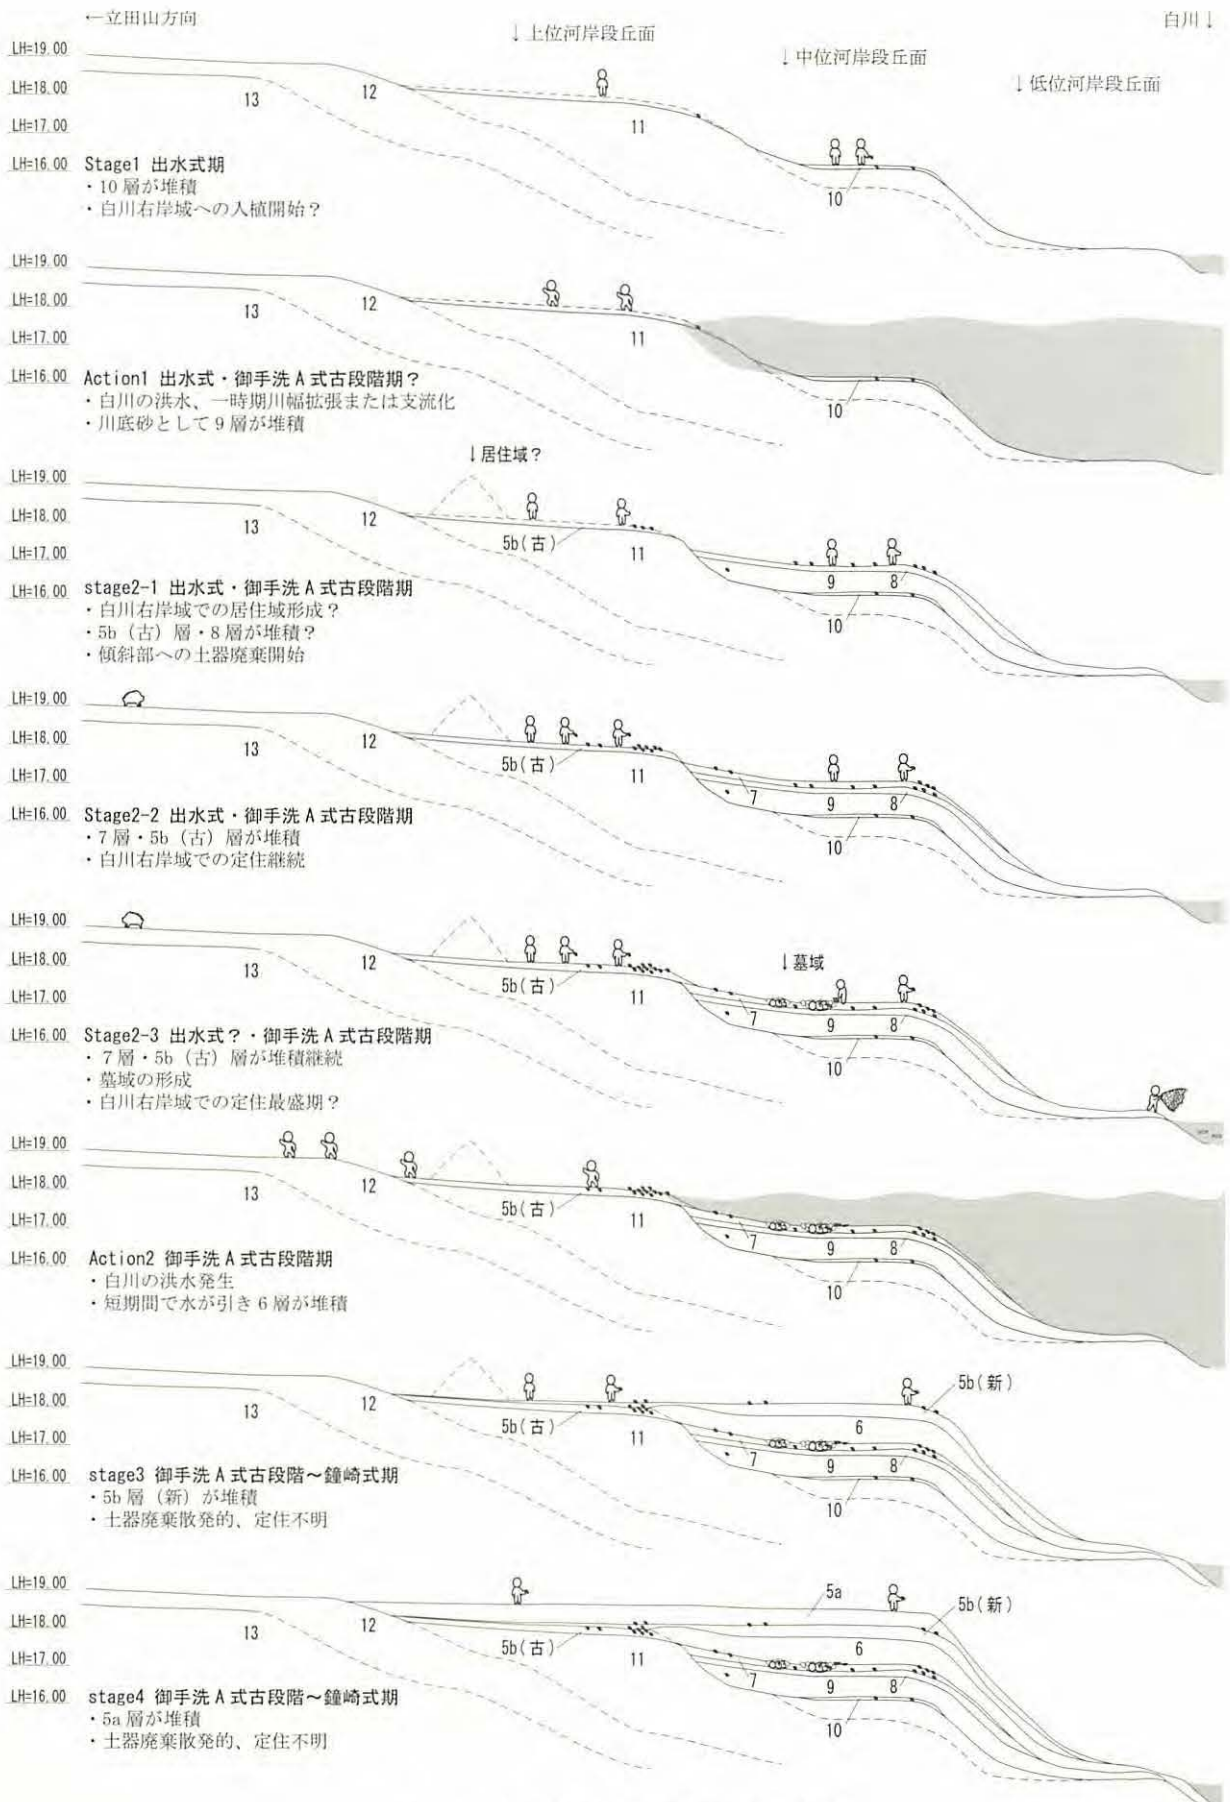 ←立田山方向
白川↓
↓上位河岸段丘面
↓中位河岸段丘面
↓低位河岸段丘面
LH=19.00
LH=18.00
LH=17.00
LH=16.00
13
12
11
10
Stage1 出水式期
・10層が堆積
・白川右岸域への入植開始？
LH=19.00
LH=18.00
LH=17.00
LH=16.00
13
12
11
10
Action1 出水式・御手洗A式古段階期？
・白川の洪水、一時期川幅拡張または支流化
・川底砂として9層が堆積
↓居住域？
LH=19.00
LH=18.00
LH=17.00
LH=16.00
13
12
5b(古)
11
9
8
10
stage2-1 出水式・御手洗A式古段階期
・白川右岸域での居住域形成？
・5b（古）層・8層が堆積？
・傾斜部への土器廃棄開始
LH=19.00
LH=18.00
LH=17.00
LH=16.00
13
12
5b(古)
11
7
9
8
10
Stage2-2 出水式・御手洗A式古段階期
・7層・5b（古）層が堆積
・白川右岸域での定住継続
LH=19.00
LH=18.00
LH=17.00
LH=16.00
13
12
5b(古)
11
↓墓域
7
9
8
10
Stage2-3 出水式？・御手洗A式古段階期
・7層・5b（古）層が堆積継続
・墓域の形成
・白川右岸域での定住最盛期？
LH=19.00
LH=18.00
LH=17.00
LH=16.00
13
12
5b(古)
11
7
9
8
10
Action2 御手洗A式古段階期
・白川の洪水発生
・短期間で水が引き6層が堆積
LH=19.00
LH=18.00
LH=17.00
LH=16.00
13
12
5b(古)
11
5b(新)
6
7
9
8
10
stage3 御手洗A式古段階～鐘崎式期
・5b層（新）が堆積
・土器廃棄散発的、定住不明
LH=19.00
LH=18.00
LH=17.00
LH=16.00
13
12
5b(古)
11
5a
5b(新)
6
7
9
8
10
stage4 御手洗A式古段階～鐘崎式期
・5a層が堆積
・土器廃棄散発的、定住不明